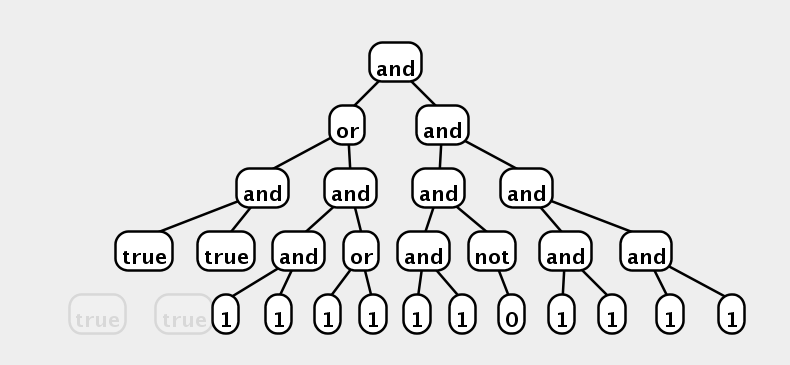 and
or and
and and and and
true true and or and not and and
true true 1 1 1 1 1 1 0 1 1 1 1